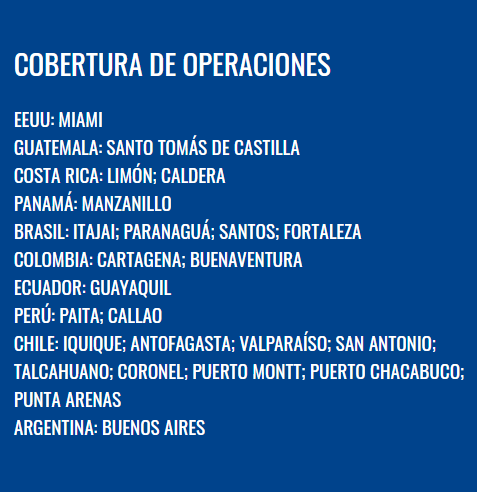 COBERTURA DE OPERACIONES
EEUU: MIAMI
GUATEMALA: SANTO TOMÁS DE CASTILLA
COSTA RICA: LIMÓN; CALDERA
PANAMÁ: MANZANILLO
BRASIL: ITAJAI; PARANAGUÁ; SANTOS; FORTALEZA
COLOMBIA: CARTAGENA; BUENAVENTURA
ECUADOR: GUAYAQUIL
PERÚ: PAITA; CALLAO
CHILE: IQUIQUE; ANTOFAGASTA; VALPARAÍSO; SAN ANTONIO;
TALCAHUANO; CORONEL; PUERTO MONTT; PUERTO CHACABUCO;
PUNTA ARENAS
ARGENTINA: BUENOS AIRES